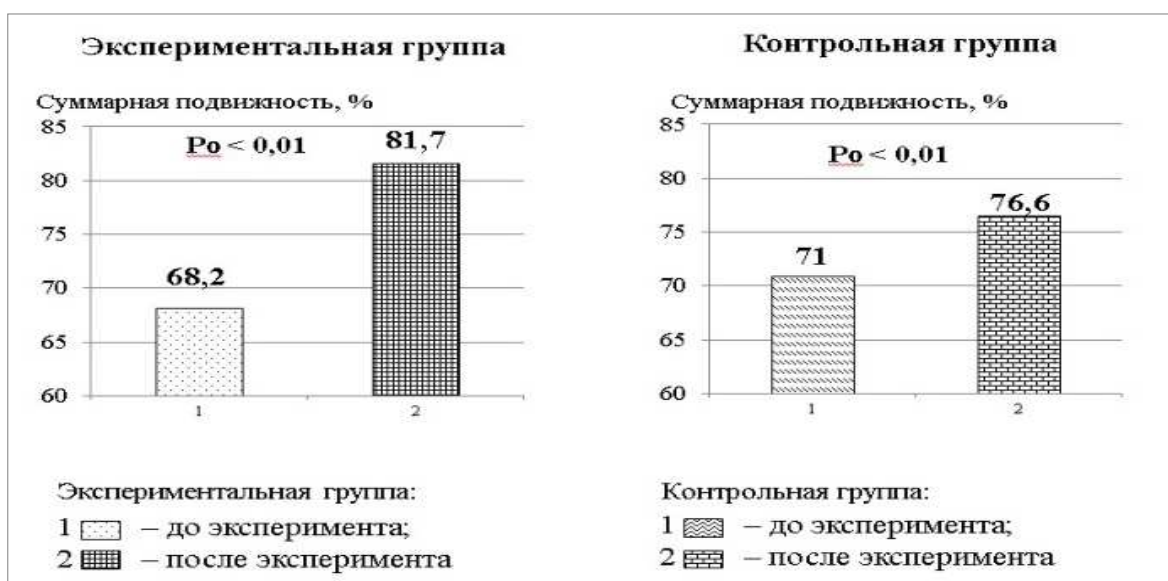 Экспериментальная группа
Суммарная подвижность, %
85
80
75
70
65
60
Ро < 0,01
68,2
81,7
1
2
Экспериментальная группа:
1 – до эксперимента;
2 – после эксперимента
Контрольная группа
Суммарная подвижность, %
85
80
75
70
65
60
Ро < 0,01
71
76,6
1
2
Контрольная группа:
1 – до эксперимента;
2 – после эксперимента